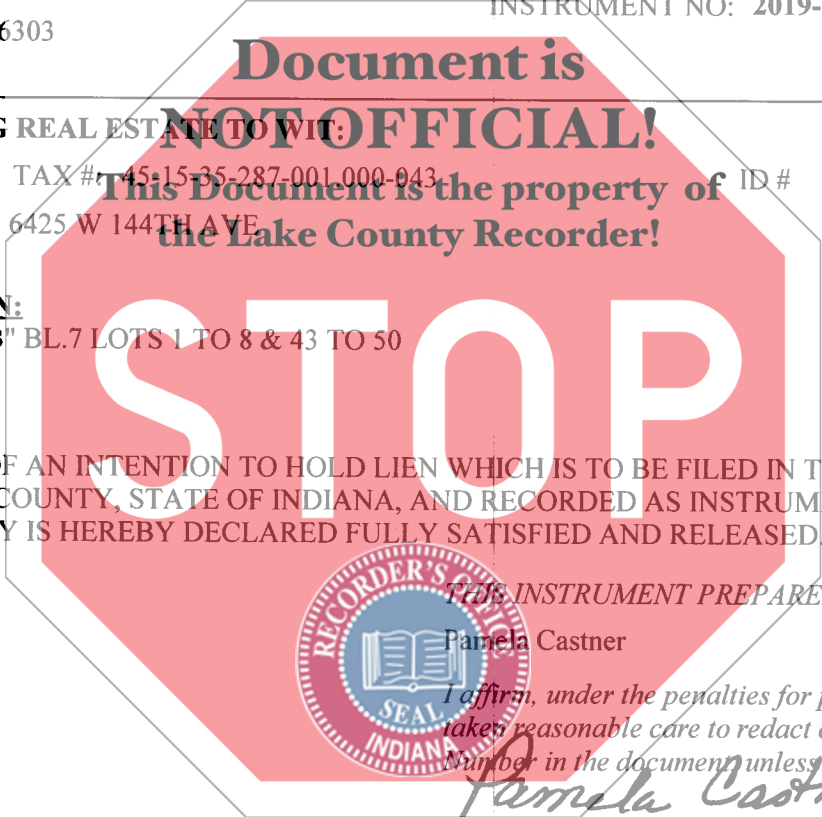 INSTRUMENT NO: 2019-
6303
Document is
NOT OFFICIAL!
REAL ESTATE TO WIT:
TAX #: 45-15-35-287-001.000-043 ID #
This Document is the property of
6425 W 144TH AVE
the Lake County Recorder!
N:
" BL.7 LOTS 1 TO 8 & 43 TO 50
STOP
F AN INTENTION TO HOLD LIEN WHICH IS TO BE FILED IN T
COUNTY, STATE OF INDIANA, AND RECORDED AS INSTRUM
Y IS HEREBY DECLARED FULLY SATISFIED AND RELEASED.
THIS INSTRUMENT PREPARE
Pamela Castner
I affirm, under the penalties for p
taken reasonable care to redact
Number in the document, unless
Pamela Castn
RECORDER'S OFFICE
SEAL
INDIANA